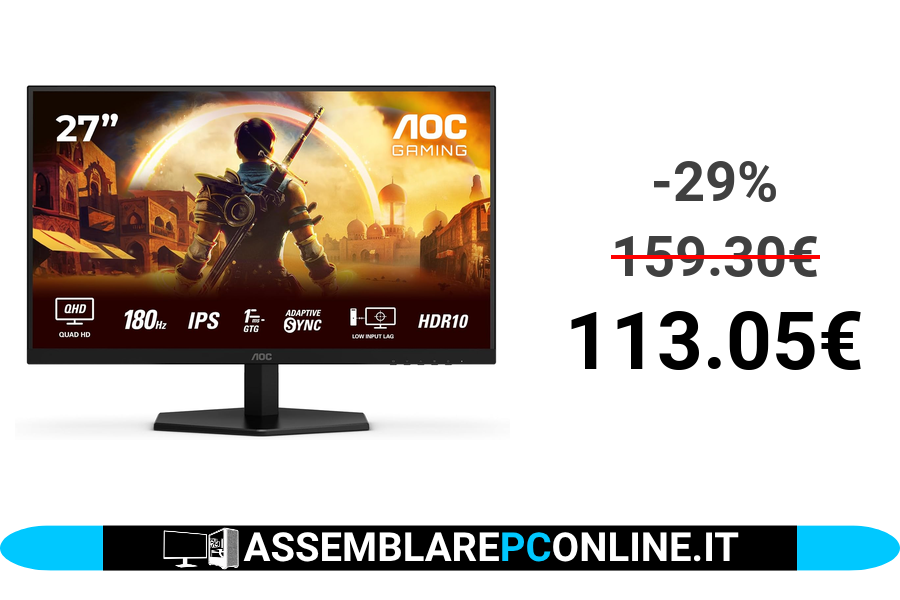 27”
AOC
GAMING
QHD
QUAD HD
180Hz
IPS
1ms
GTG
ADAPTIVE
SYNC
LOW INPUT LAG
HDR10
AOC
-29%
159.30€
113.05€
ASSEMBLAREPCONLINE.IT